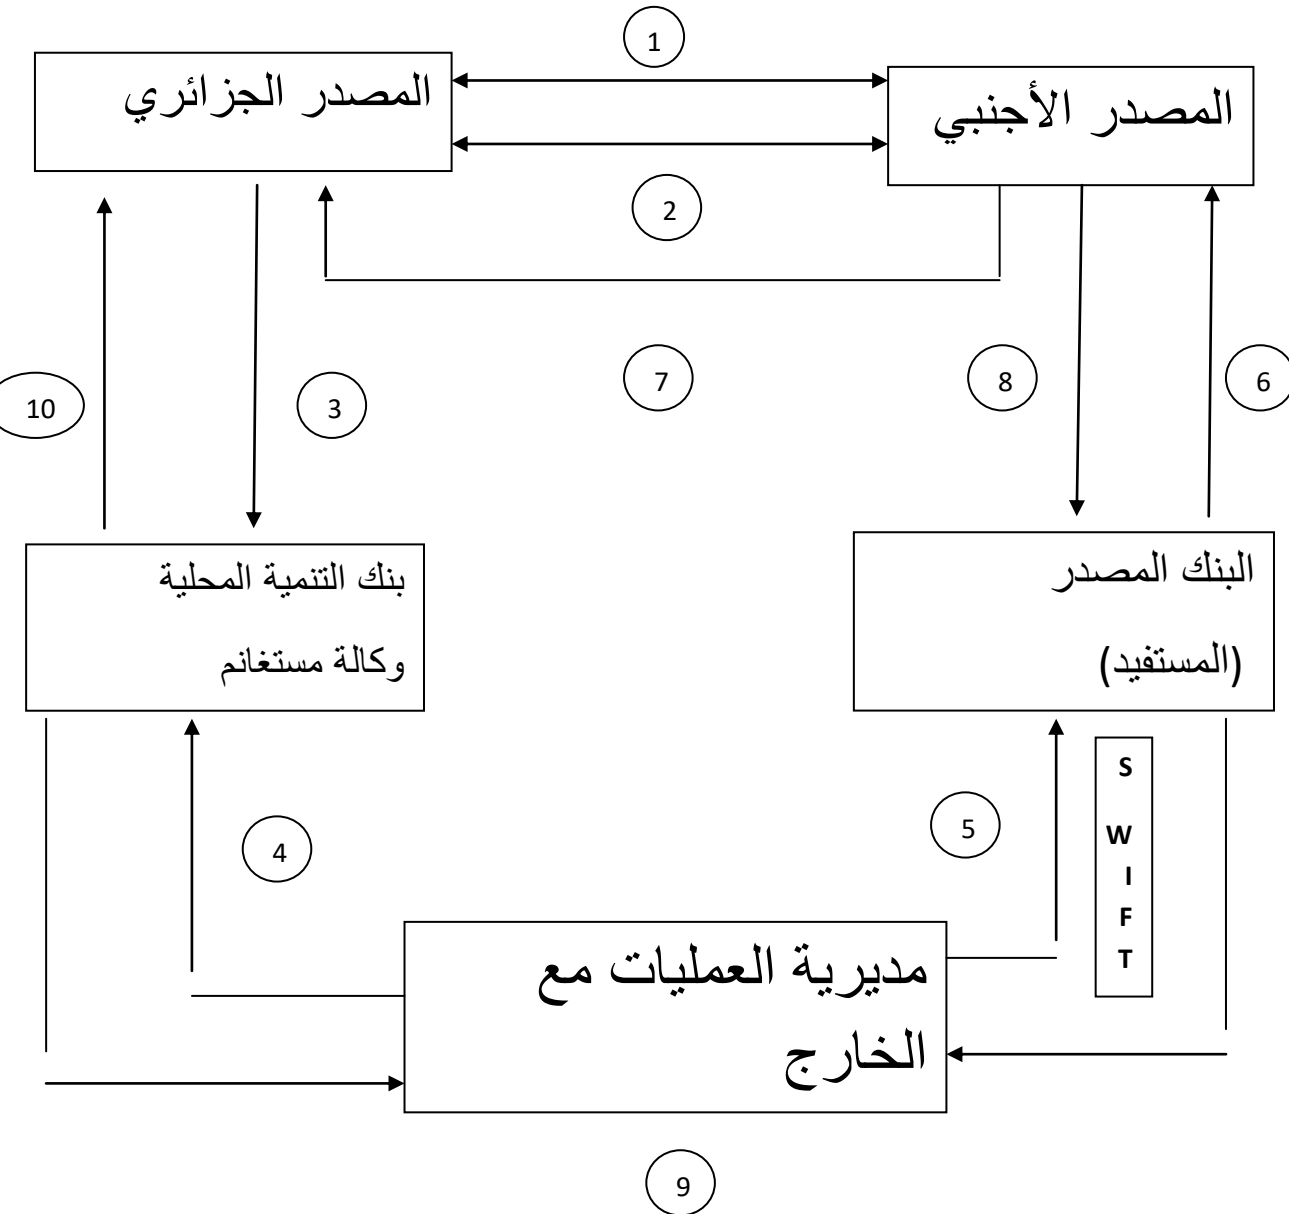 1
المصدر الأجنبي
المصدر الجزائري
2
6
8
7
3
10
البنك المصدر
(المستفيد)
بنك التنمية المحلية
وكالة مستغانم
S
W
I
F
T
5
4
مديرية العمليات مع
الخارج
9